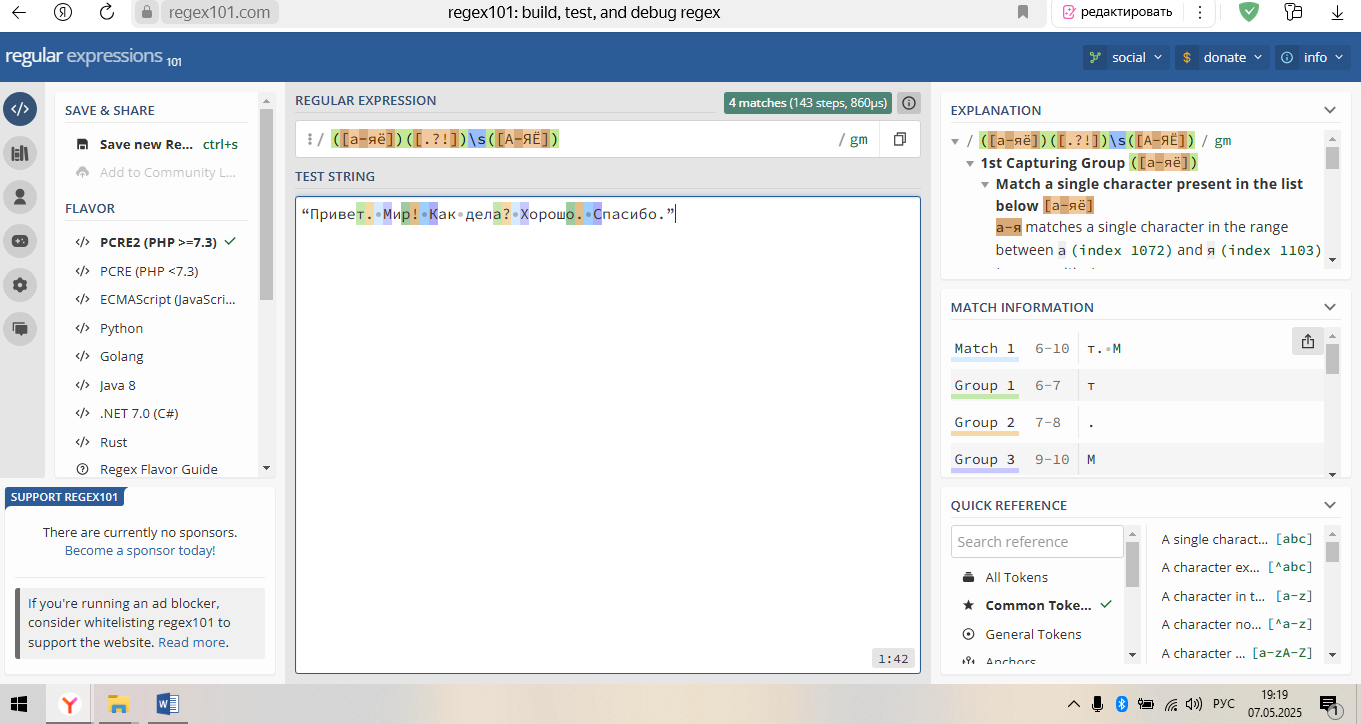 regex101.com
regex101: build, test, and debug regex
редактировать
regular expressions 101
social
$ donate
info
SAVE & SHARE
Save new Re... ctrl+s
Add to Community L...
FLAVOR
</> PCRE2 (PHP >=7.3)
</> PCRE (PHP <7.3)
</> ECMAScript (JavaScri...
</> Python
</> Golang
</> Java 8
</> .NET 7.0 (C#)
</> Rust
Regex Flavor Guide
SUPPORT REGEX101
There are currently no sponsors.
Become a sponsor today!
If you're running an ad blocker,
consider whitelisting regex101 to
support the website. Read more.
REGULAR EXPRESSION
4 matches (143 steps, 860µs)
/ ([а-яё])([.?!])\s([А-ЯЁ]) / gm
TEST STRING
“Привет. Мир! Как дела? Хорошо. Спасибо.”
1:42
EXPLANATION
/ ([а-яё])([.?!])\s([А-ЯЁ]) / gm
1st Capturing Group ([а-яё])
Match a single character present in the list
below [а-яё]
а-я matches a single character in the range
between а (index 1072) and я (index 1103)
MATCH INFORMATION
Match 1 6-10 т. М
Group 1 6-7 т
Group 2 7-8 .
Group 3 9-10 М
QUICK REFERENCE
Search reference
All Tokens
Common Toke...
General Tokens
Anchors
A single charact... [abc]
A character ex... [^abc]
A character in t... [a-z]
A character no... [^a-z]
A character ... [a-zA-Z]
РУС
19:19
07.05.2025
1